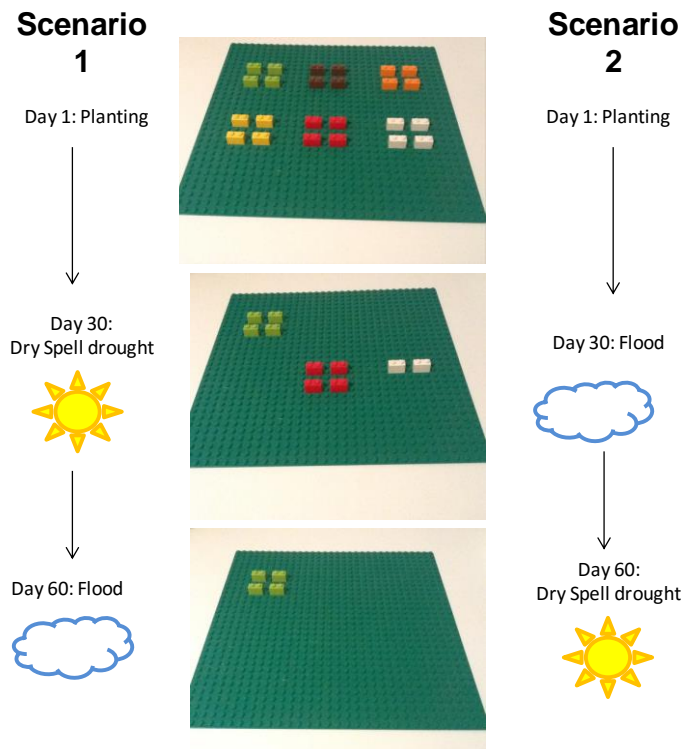 Scenario
1
Day 1: Planting
Day 30:
Dry Spell drought
Day 60: Flood
Scenario
2
Day 1: Planting
Day 30: Flood
Day 60:
Dry Spell drought